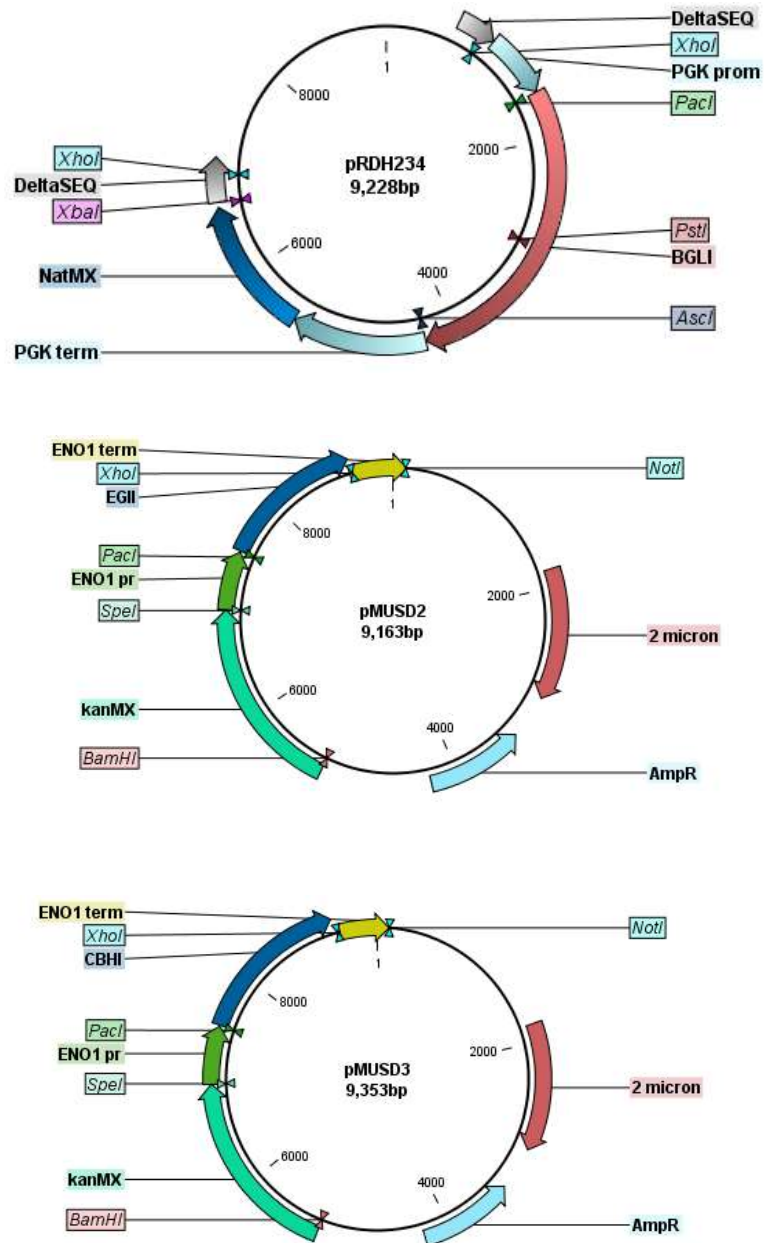 DeltaSEQ
XhoI
PGK prom
PacI
1
8000
2000
pRDH234
9,228bp
XhoI
DeltaSEQ
XbaI
PstI
BGLI
6000
4000
NatMX
AscI
PGK term
ENO1 term
XhoI
EGII
NotI
1
8000
PacI
ENO1 pr
2000
SpeI
pMUSD2
9,163bp
2 micron
6000
kanMX
4000
BamHI
AmpR
ENO1 term
XhoI
CBHI
NotI
1
8000
PacI
ENO1 pr
2000
SpeI
pMUSD3
9,353bp
2 micron
6000
kanMX
4000
BamHI
AmpR